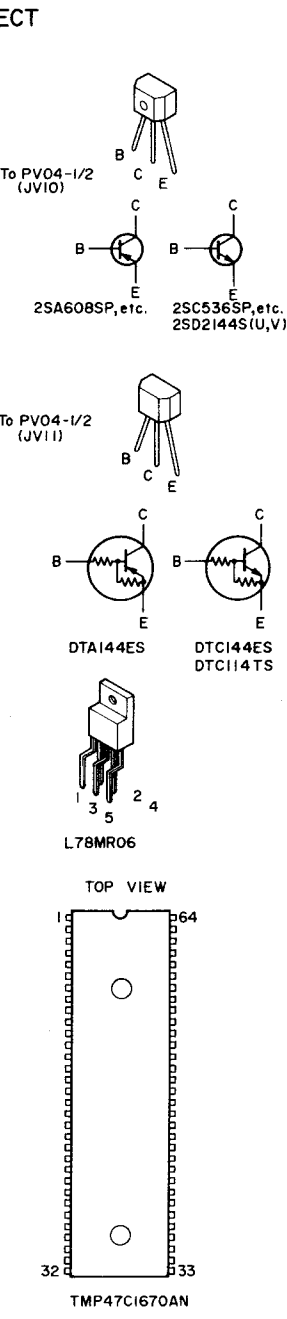 ECT
B
C
E
To PV04-1/2
(JV10)
C
C
B
B
E
E
2SA608SP, etc.
2SC536SP, etc.
2SD2144S(U,V)
To PV04-1/2
(JV11)
B
C
E
C
C
B
B
E
E
DTA144ES
DTC144ES
DTC114TS
1
3
5
2
4
L78MR06
TOP VIEW
1
64
32
33
TMP47C1670AN